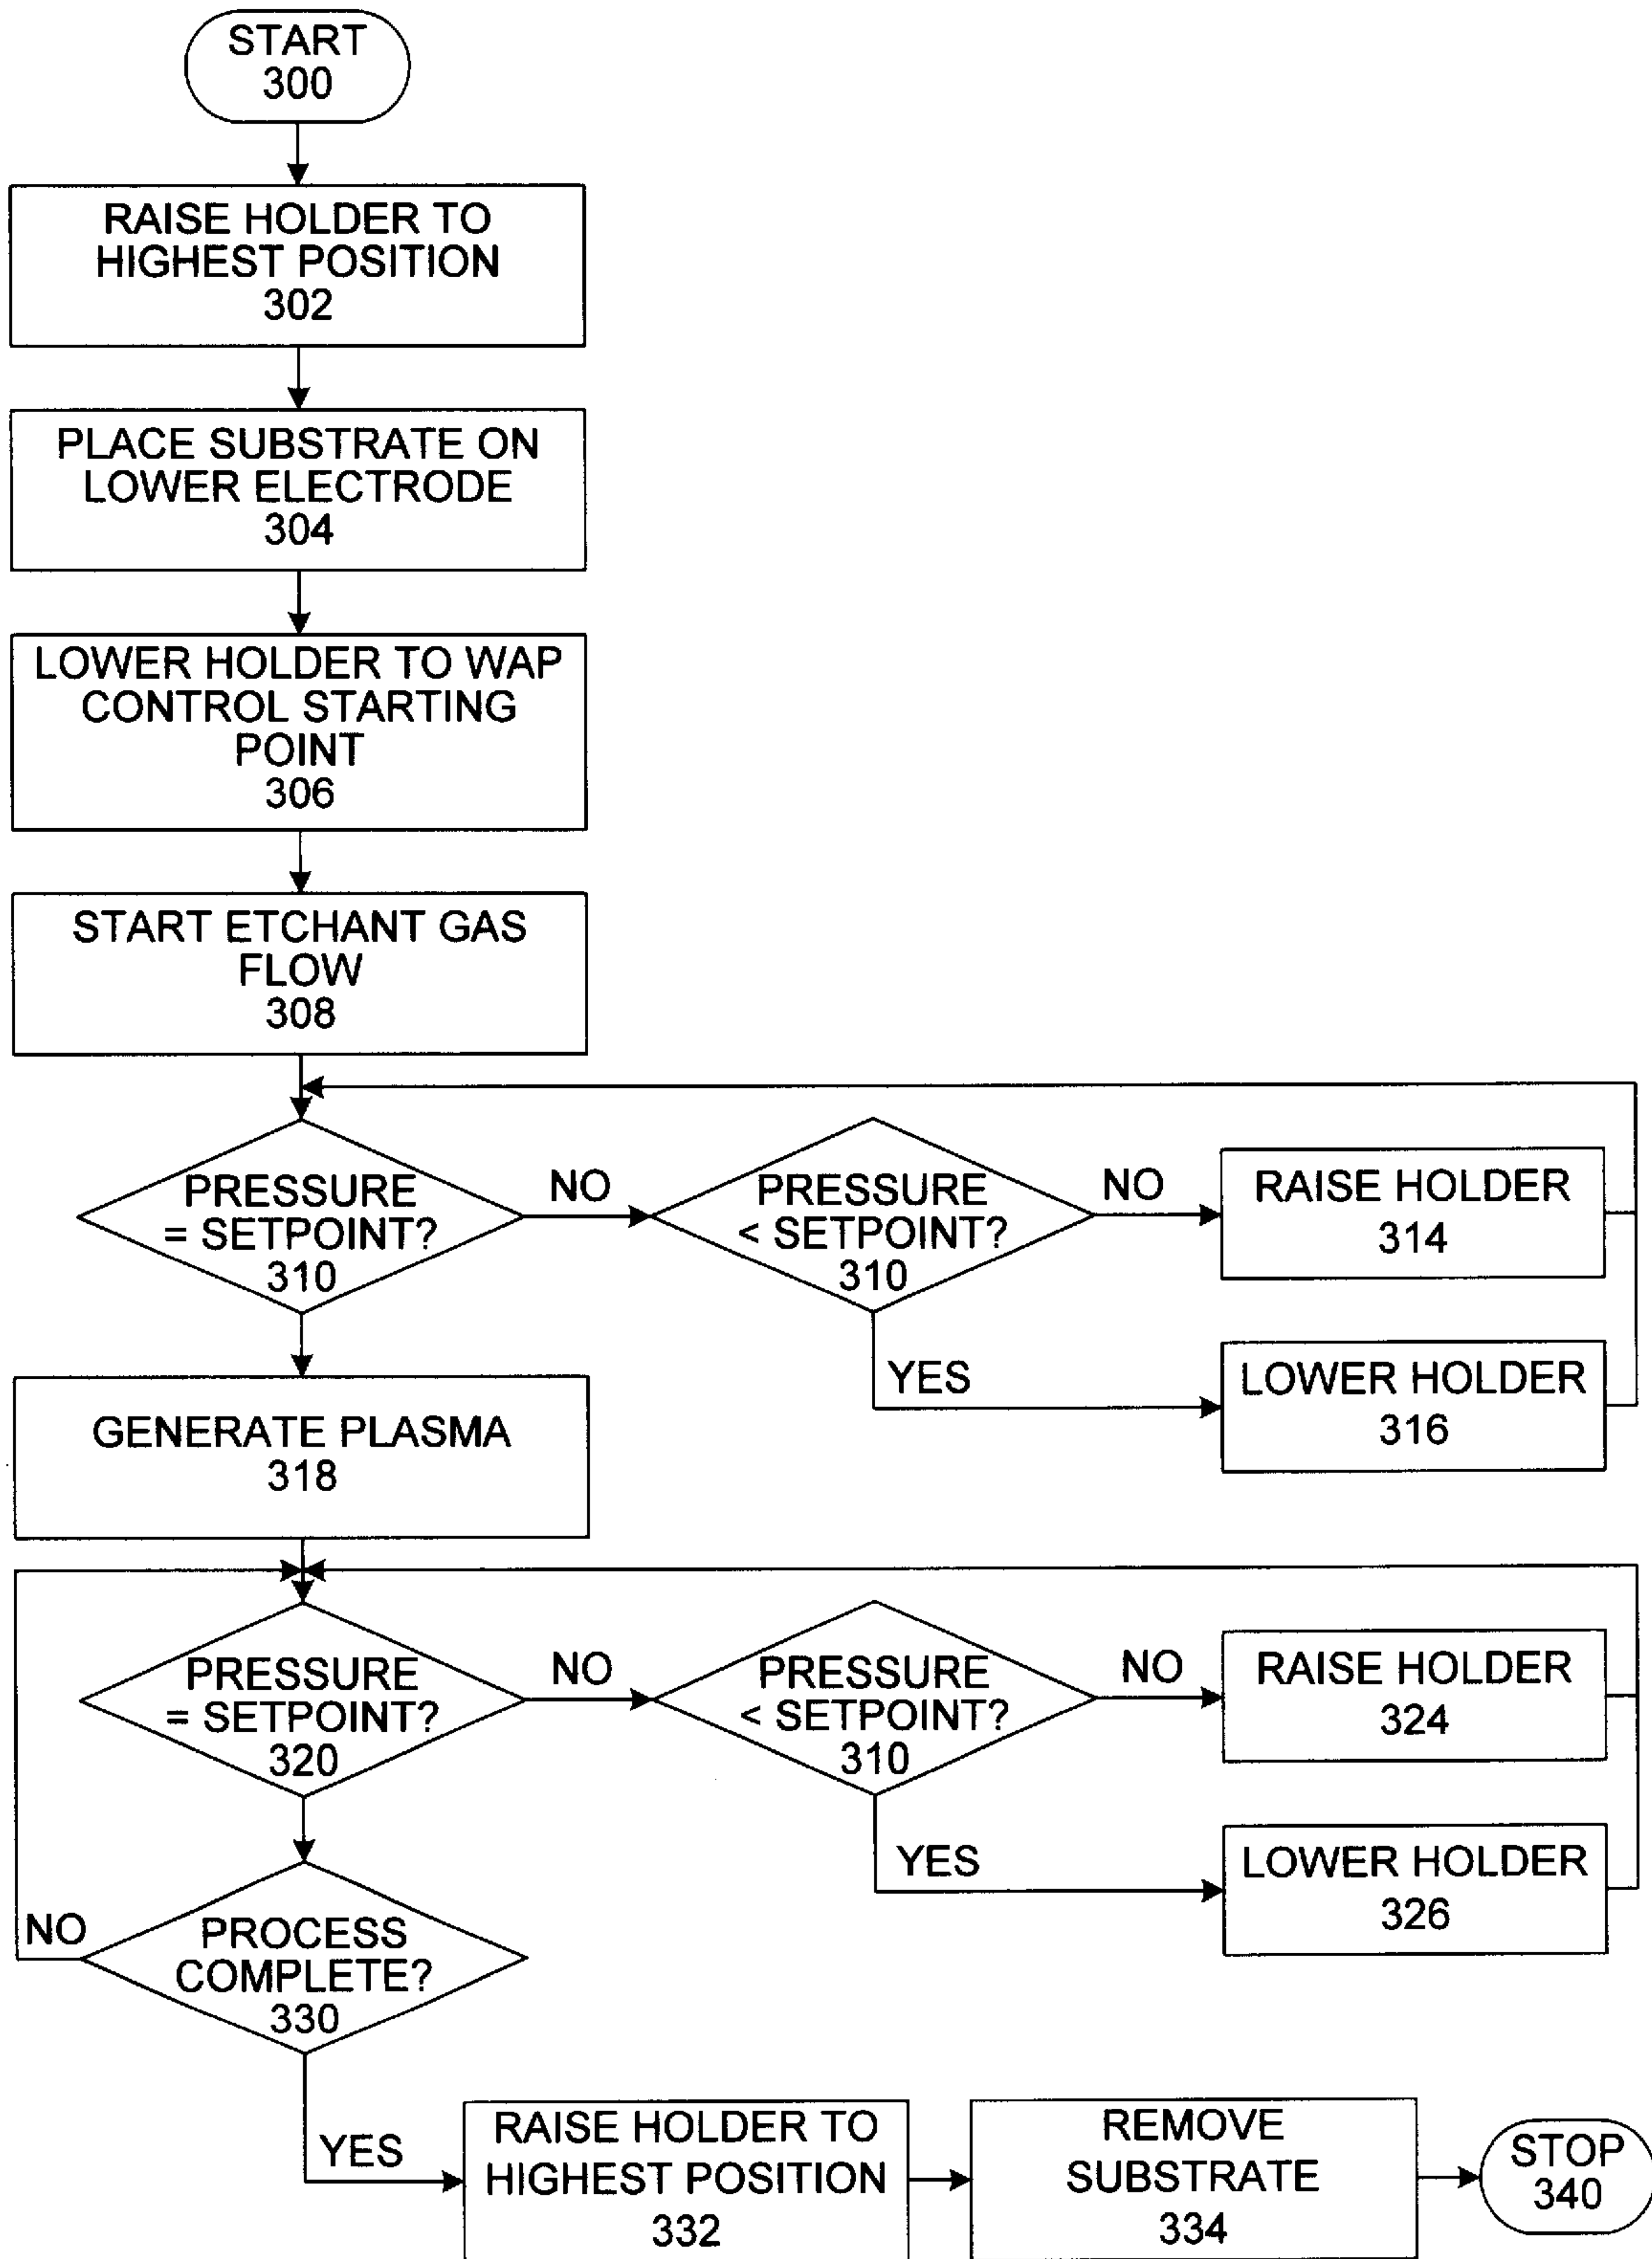 START
300
RAISE HOLDER TO
HIGHEST POSITION
302
PLACE SUBSTRATE ON
LOWER ELECTRODE
304
LOWER HOLDER TO WAP
CONTROL STARTING
POINT
306
START ETCHANT GAS
FLOW
308
PRESSURE
= SETPOINT?
310
NO
PRESSURE
< SETPOINT?
310
NO
RAISE HOLDER
314
YES
LOWER HOLDER
316
GENERATE PLASMA
318
PRESSURE
= SETPOINT?
320
NO
PRESSURE
< SETPOINT?
310
NO
RAISE HOLDER
324
YES
LOWER HOLDER
326
NO
PROCESS
COMPLETE?
330
YES
RAISE HOLDER TO
HIGHEST POSITION
332
REMOVE
SUBSTRATE
334
STOP
340